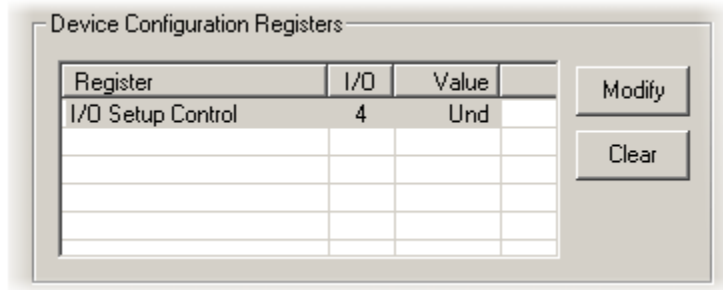 Device Configuration Registers
Register I/O Value
I/O Setup Control 4 Und
Modify
Clear